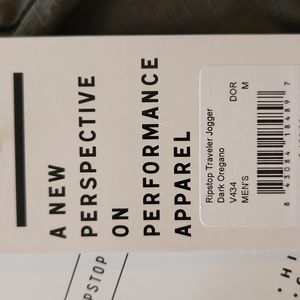 A NEW
PERSPECTIVE
ON
PERFORMANCE
APPAREL
Ripstop Traveler Jogger
Dark Oregano
V434
MEN'S
DOR
M
8 43084 18489 7